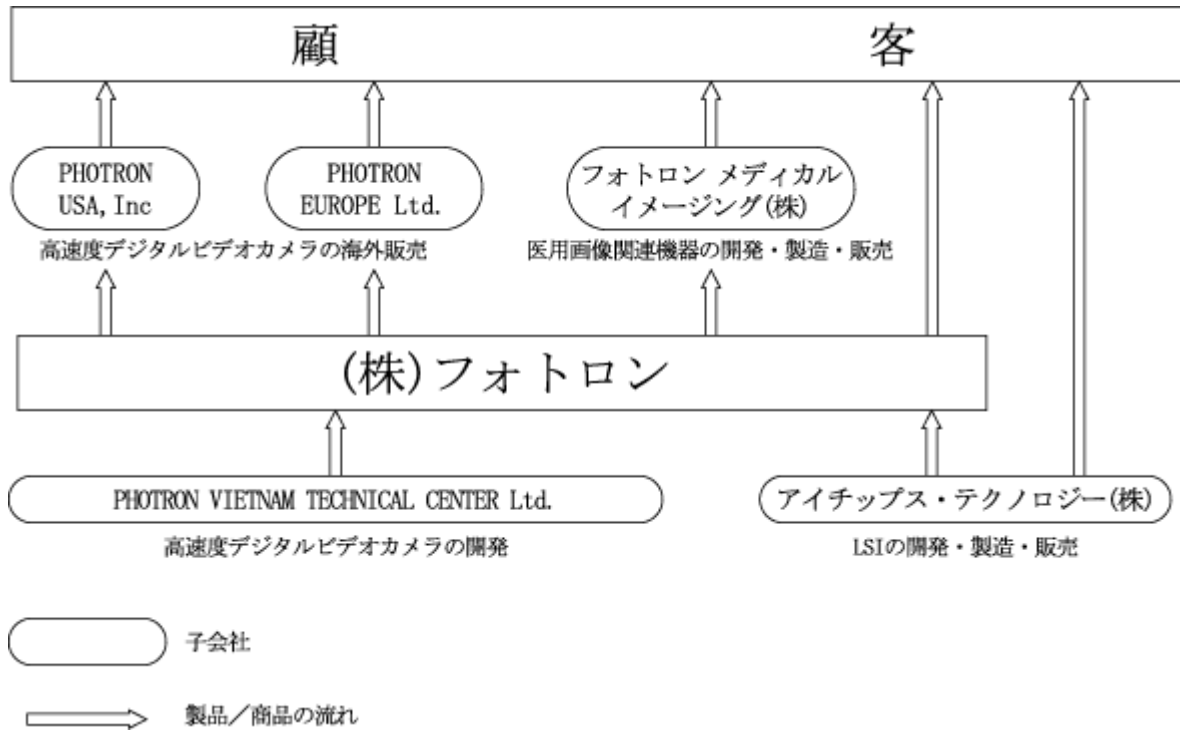 顧客
PHOTRON
USA,Inc
PHOTRON
EUROPE Ltd.
フォトロン メディカル
イメージング(株)
高速度デジタルビデオカメラの海外販売
医用画像関連機器の開発・製造・販売
(株)フォトロン
PHOTRON VIETNAM TECHNICAL CENTER Ltd.
アイチップス・テクノロジー(株)
高速度デジタルビデオカメラの開発
LSIの開発・製造・販売
子会社
製品／商品の流れ